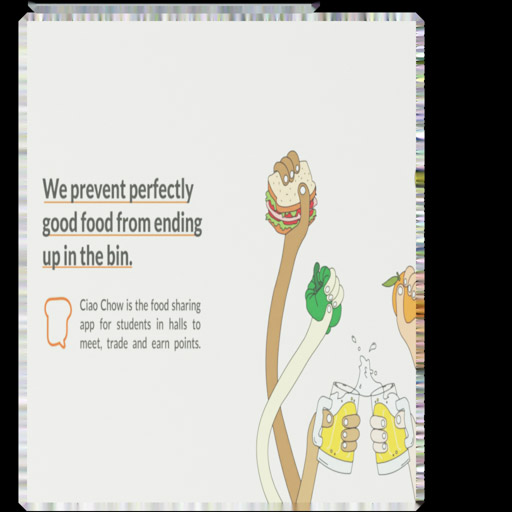 We prevent perfectly
good food from ending
up in the bin.
Ciao Chow is the food sharing
app for students in halls to
meet, trade and earn points.